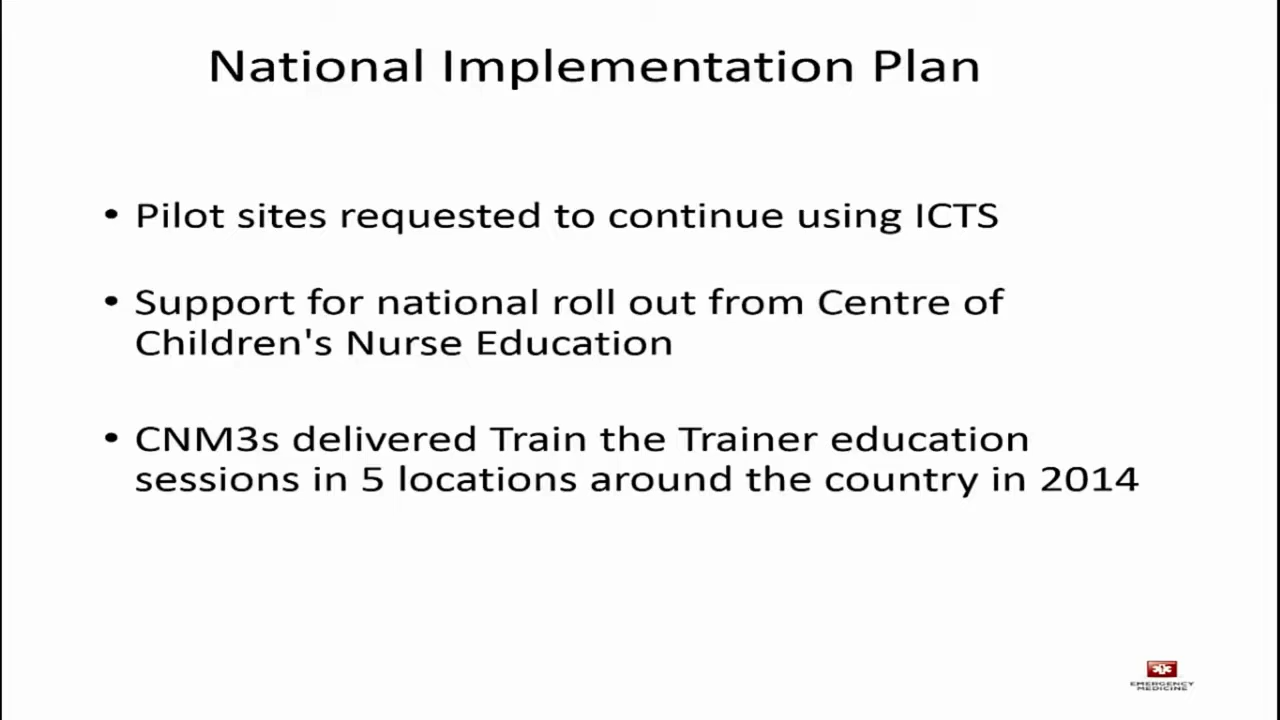 National Implementation Plan
• Pilot sites requested to continue using ICTS
• Support for national roll out from Centre of
Children's Nurse Education
• CNM3s delivered Train the Trainer education
sessions in 5 locations around the country in 2014
EMERGENCY
MEDICINE